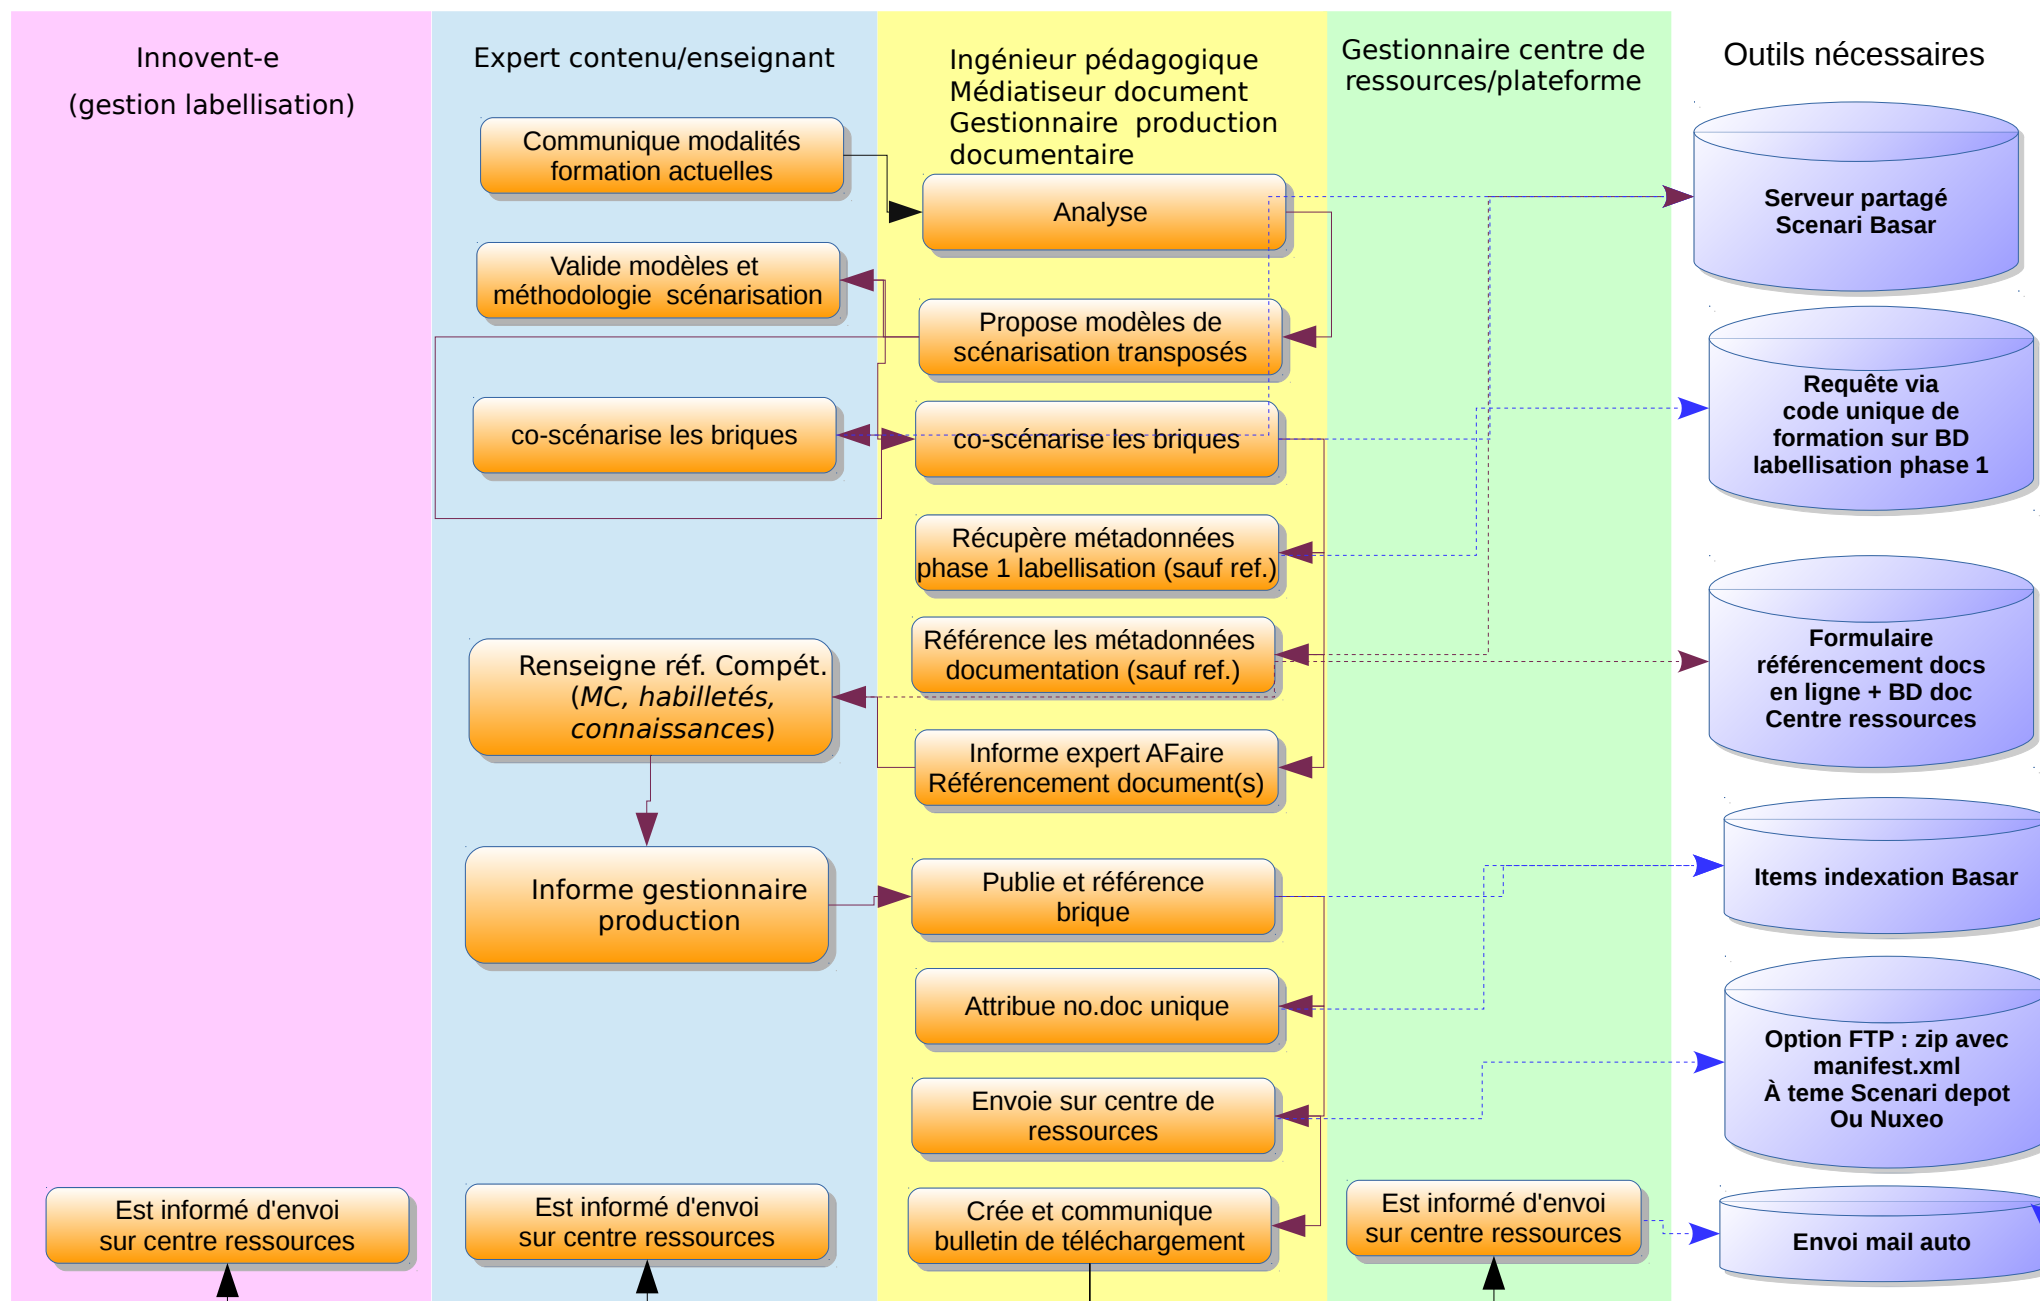 Innovent-e
(gestion labellisation)
Expert contenu/enseignant
Ingénieur pédagogique
Médiatiseur document
Gestionnaire  production
documentaire
Gestionnaire centre de
ressources/plateforme
Outils nécessaires
Communique modalités
formation actuelles
Analyse
Serveur partagé
Scenari Basar
Valide modèles et
méthodologie  scénarisation
Propose modèles de
scénarisation transposés
Requête via
code unique de
formation sur BD
labellisation phase 1
co-scénarise les briques
co-scénarise les briques
Récupère métadonnées
phase 1 labellisation (sauf ref.)
Référence les métadonnées
documentation (sauf ref.)
Formulaire
référencement docs
en ligne + BD doc
Centre ressources
Renseigne réf. Compét.
(MC, habilletés,
connaissances)
Informe expert AFaire
Référencement document(s)
Informe gestionnaire
production
Publie et référence
brique
Items indexation Basar
Attribue no.doc unique
Option FTP : zip avec
manifest.xml
À teme Scenari depot
Ou Nuxeo
Envoie sur centre de
ressources
Est informé d'envoi
sur centre ressources
Est informé d'envoi
sur centre ressources
Crée et communique
bulletin de téléchargement
Est informé d'envoi
sur centre ressources
Envoi mail auto